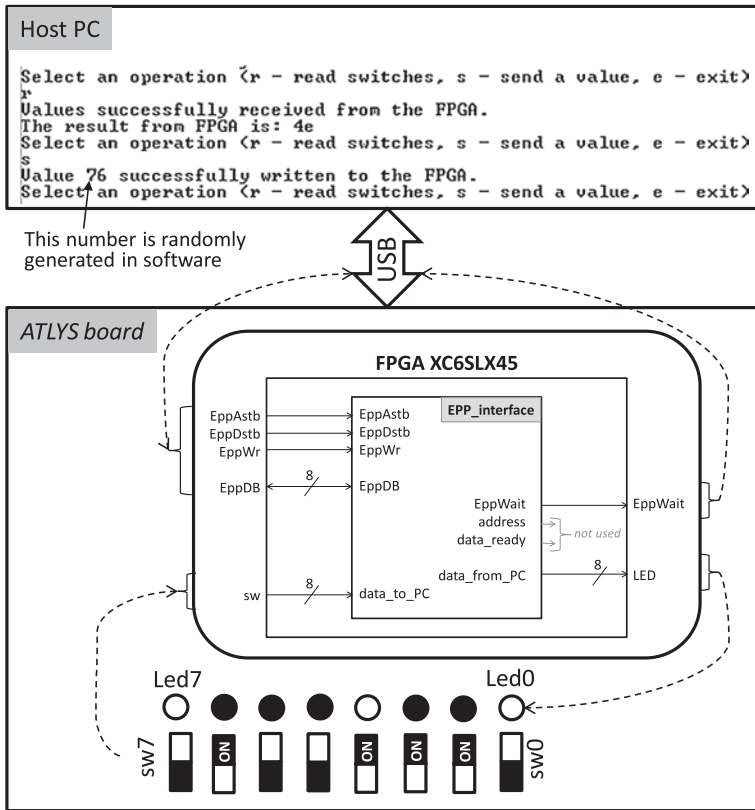 Host PC
Select an operation (r - read switches, s - send a value, e - exit)
r
Values successfully received from the FPGA.
The result from FPGA is: 4e
Select an operation (r - read switches, s - send a value, e - exit)
s
Value 76 successfully written to the FPGA.
Select an operation (r - read switches, s - send a value, e - exit)
This number is randomly
generated in software
USB
ATLYS board
FPGA XC6SLX45
EPP_interface
EppAstb
EppAstb
EppDstb
EppDstb
EppWr
EppWr
EppDB
8
EppDB
EppWait
EppWait
address
data_ready
not used
sw
8
data_to_PC
data_from_PC
8
LED
Led7
Led0
sw7
ON
ON
ON
ON
sw0